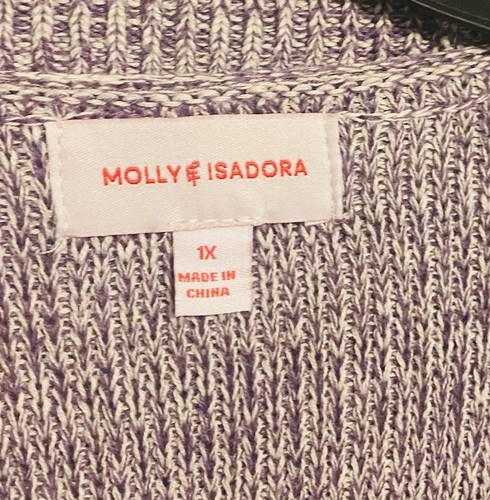 MOLLY & ISADORA
1X
MADE IN
CHINA